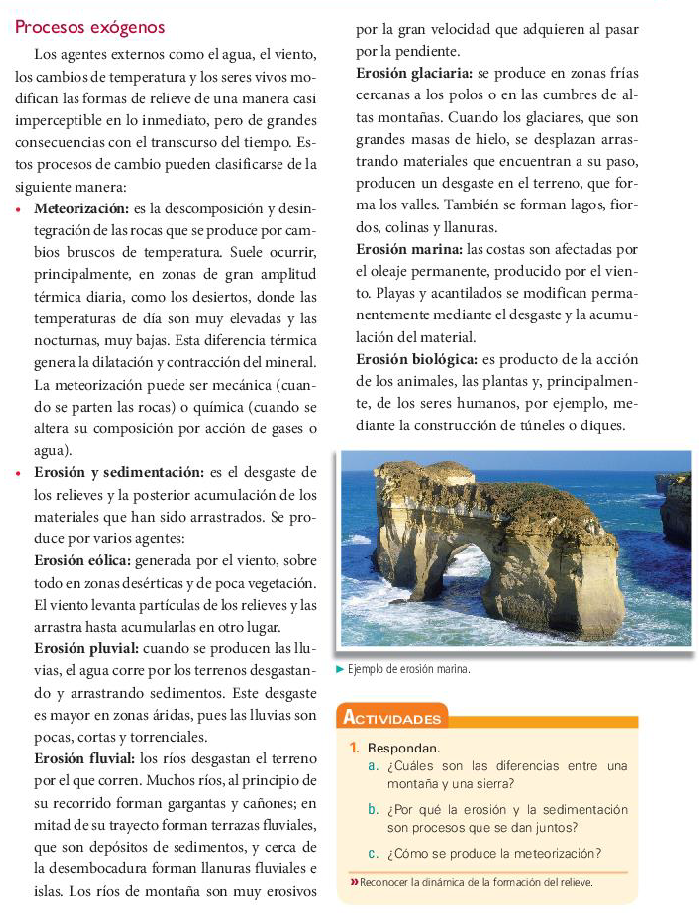 Procesos exógenos
Los agentes externos como el agua, el viento,
los cambios de temperatura y los seres vivos mo-
difican las formas de relieve de una manera casi
imperceptible en lo inmediato, pero de grandes
consecuencias con el transcurso del tiempo. Es-
tos procesos de cambio pueden clasificarse de la
siguiente manera:
• Meteorización: es la descomposición y desin-
tegración de las rocas que se produce por cam-
bios bruscos de temperatura. Suele ocurrir,
principalmente, en zonas de gran amplitud
térmica diaria, como los desiertos, donde las
temperaturas de día son muy elevadas y las
nocturnas, muy bajas. Esta diferencia térmica
genera la dilatación y contracción del mineral.
La meteorización puede ser mecánica (cuan-
do se parten las rocas) o química (cuando se
altera su composición por acción de gases o
agua).
• Erosión y sedimentación: es el desgaste de
los relieves y la posterior acumulación de los
materiales que han sido arrastrados. Se pro-
duce por varios agentes:
Erosión eólica: generada por el viento, sobre
todo en zonas desérticas y de poca vegetación.
El viento levanta partículas de los relieves y las
arrastra hasta acumularlas en otro lugar.
Erosión pluvial: cuando se producen las llu-
vias, el agua corre por los terrenos desgastan-
do y arrastrando sedimentos. Este desgaste
es mayor en zonas áridas, pues las lluvias son
pocas, cortas y torrenciales.
Erosión fluvial: los ríos desgastan el terreno
por el que corren. Muchos ríos, al principio de
su recorrido forman gargantas y cañones; en
mitad de su trayecto forman terrazas fluviales,
que son depósitos de sedimentos, y cerca de
la desembocadura forman llanuras fluviales e
islas. Los ríos de montaña son muy erosivos
por la gran velocidad que adquieren al pasar
por la pendiente.
Erosión glaciaria: se produce en zonas frías
cercanas a los polos o en las cumbres de al-
tas montañas. Cuando los glaciares, que son
grandes masas de hielo, se desplazan arras-
trando materiales que encuentran a su paso,
producen un desgaste en el terreno, que for-
ma los valles. También se forman lagos, fior-
dos, colinas y llanuras.
Erosión marina: las costas son afectadas por
el oleaje permanente, producido por el vien-
to. Playas y acantilados se modifican perma-
nentemente mediante el desgaste y la acumu-
lación del material.
Erosión biológica: es producto de la acción
de los animales, las plantas y, principalmen-
te, de los seres humanos, por ejemplo, me-
diante la construcción de túneles o diques.
▶ Ejemplo de erosión marina.
ACTIVIDADES
1. Respondan.
a. ¿Cuáles son las diferencias entre una
montaña y una sierra?
b. ¿Por qué la erosión y la sedimentación
son procesos que se dan juntos?
c. ¿Cómo se produce la meteorización?
» Reconocer la dinámica de la formación del relieve.